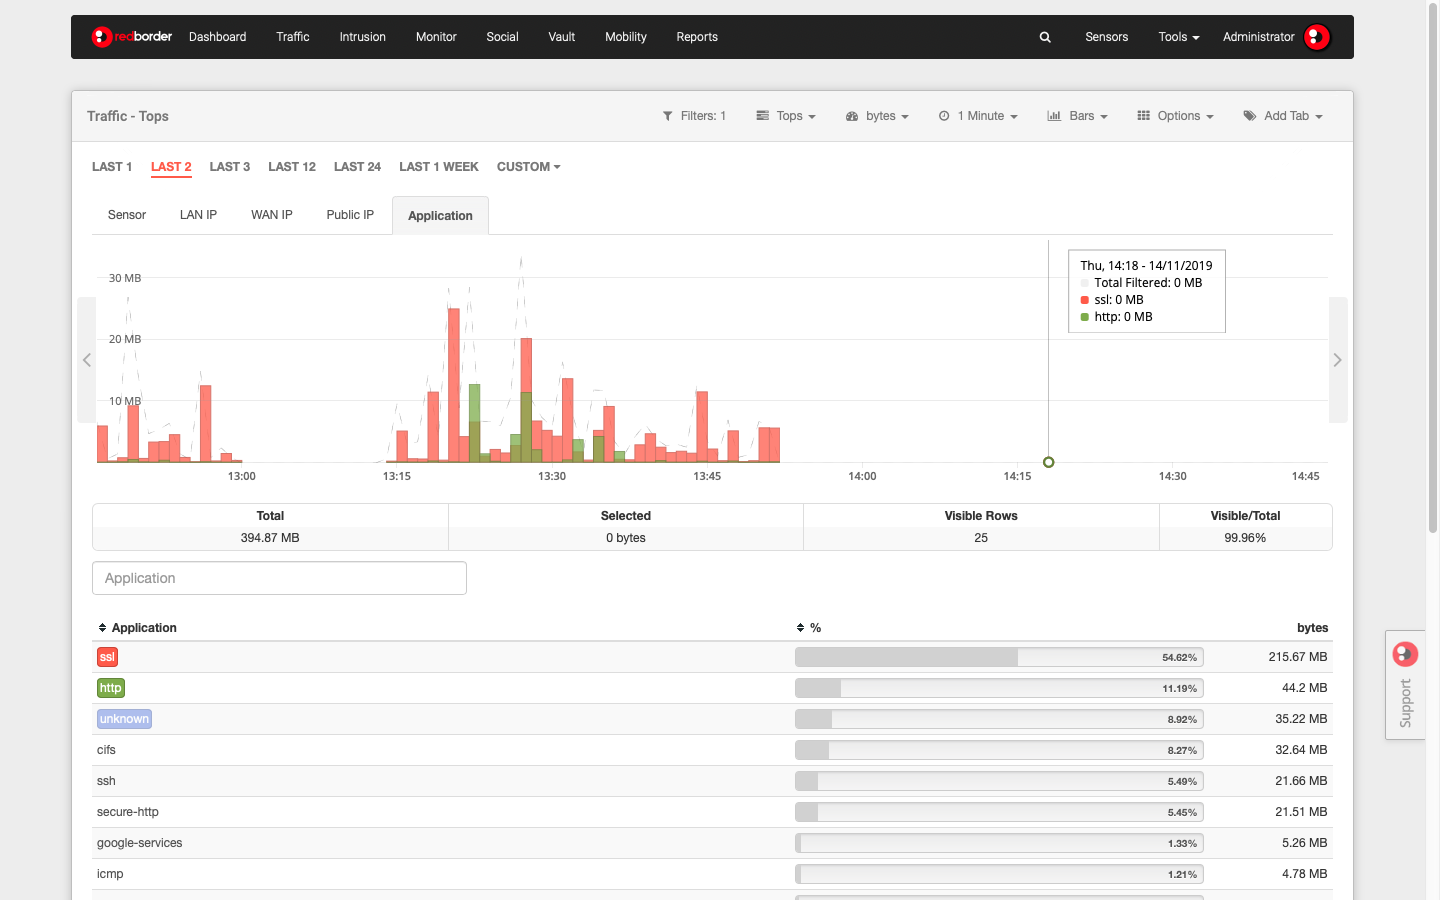 redborder Dashboard Traffic Intrusion Monitor Social Vault Mobility Reports Sensors Tools Administrator
Traffic - Tops Filters: 1 Tops bytes 1 Minute Bars Options Add Tab
LAST 1 LAST 2 LAST 3 LAST 12 LAST 24 LAST 1 WEEK CUSTOM
Sensor LAN IP WAN IP Public IP Application
30 MB
20 MB
10 MB
Thu, 14:18 - 14/11/2019
Total Filtered: 0 MB
ssl: 0 MB
http: 0 MB
13:00 13:15 13:30 13:45 14:00 14:15 14:30 14:45
Total Selected Visible Rows Visible/Total
394.87 MB 0 bytes 25 99.96%
Application
Application % bytes
ssl 54.62% 215.67 MB
http 11.19% 44.2 MB
unknown 8.92% 35.22 MB
cifs 8.27% 32.64 MB
ssh 5.49% 21.66 MB
secure-http 5.45% 21.51 MB
google-services 1.33% 5.26 MB
icmp 1.21% 4.78 MB
Support